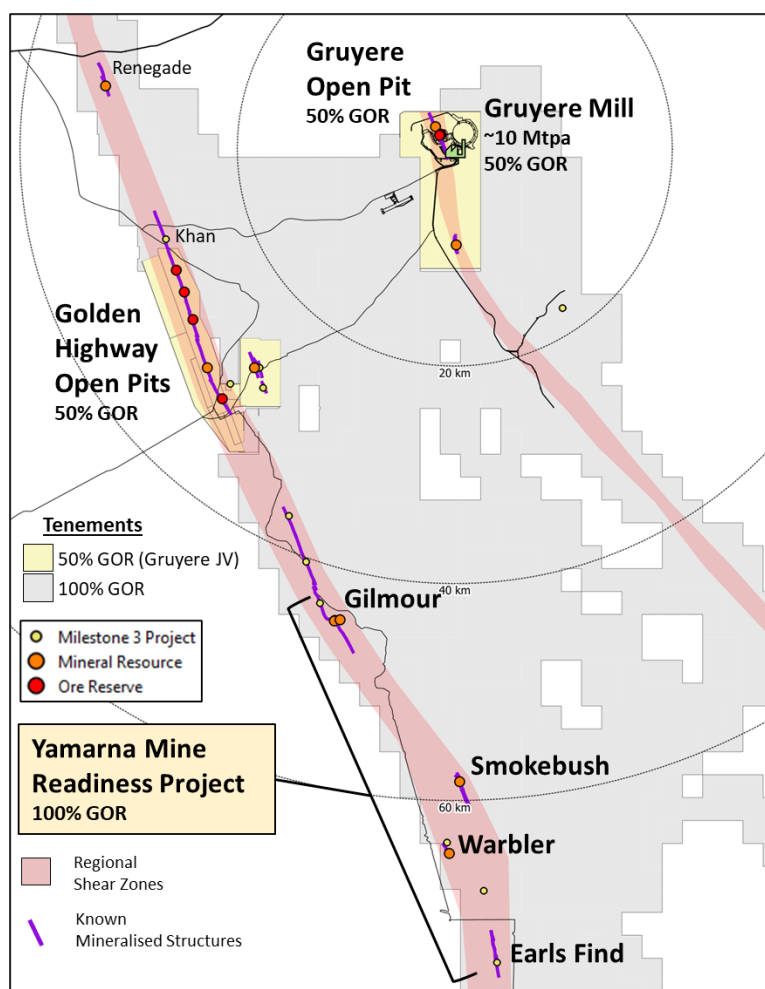 Renegade
Gruyere
Open Pit
50% GOR
Gruyere Mill
~10 Mtpa
50% GOR
Khan
Golden
Highway
Open Pits
50% GOR
20 km
Tenements
50% GOR (Gruyere JV)
100% GOR
40 km
Gilmour
Milestone 3 Project
Mineral Resource
Ore Reserve
Yamarna Mine
Readiness Project
100% GOR
Smokebush
60 km
Warbler
Regional
Shear Zones
Known
Mineralised Structures
Earls Find